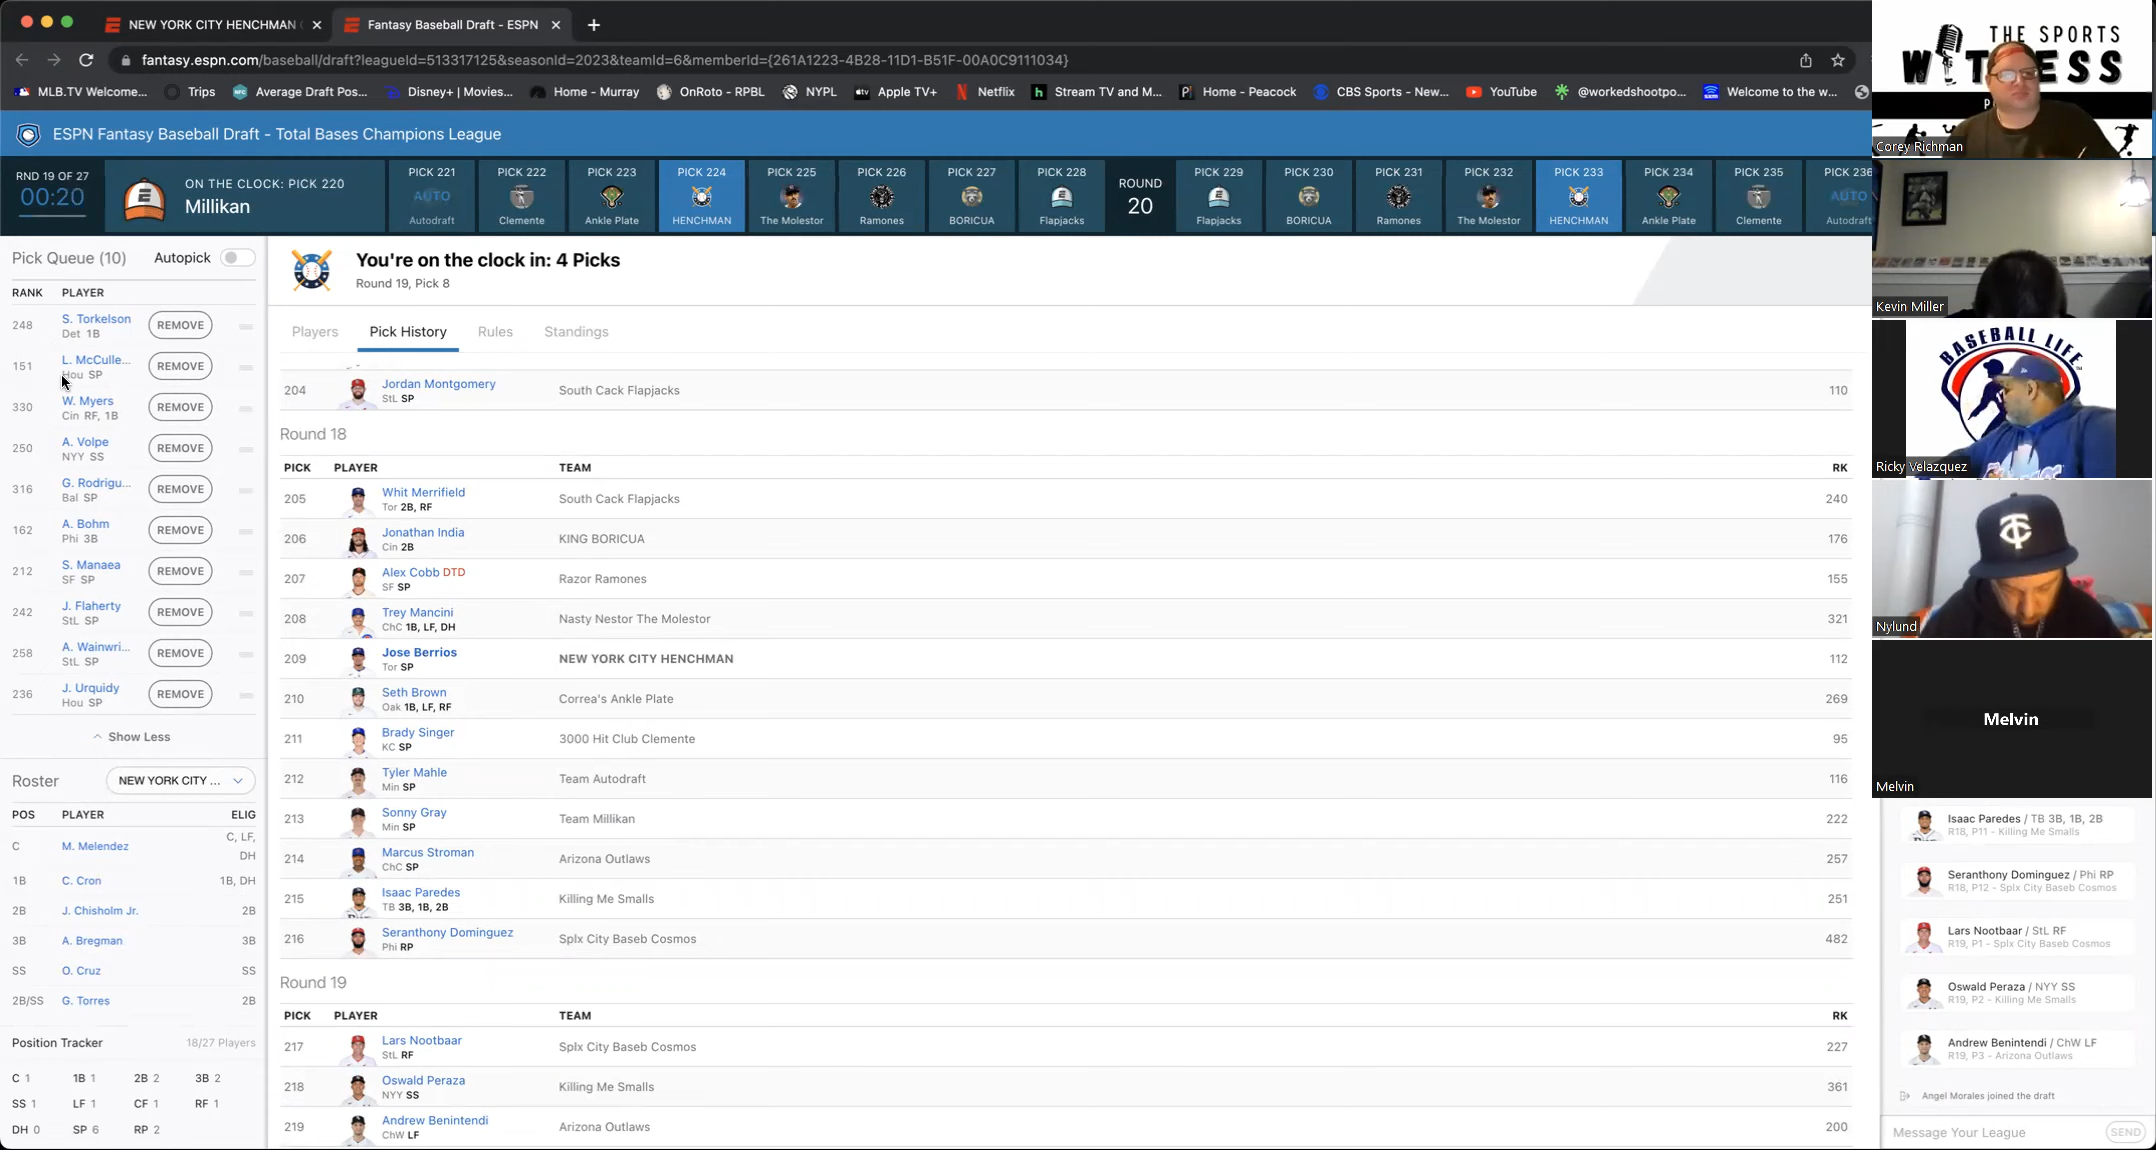 NEW YORK CITY HENCHMAN
Fantasy Baseball Draft - ESPN
fantasy.espn.com/baseball/draft?leagueId=513317125&seasonId=2023&teamId=6&memberId={261A1223-4B28-11D1-B51F-00A0C9111034}
MLB.TV Welcome... Trips Average Draft Pos... Disney+ | Movies... Home - Murray OnRoto - RPBL NYPL Apple TV+ Netflix Stream TV and M... Home - Peacock CBS Sports - New... YouTube @workedshootpo... Welcome to the w...
ESPN Fantasy Baseball Draft - Total Bases Champions League
RND 19 OF 27
00:20
ON THE CLOCK: PICK 220
Millikan
PICK 221 AUTO Autodraft
PICK 222 Clemente
PICK 223 Ankle Plate
PICK 224 HENCHMAN
PICK 225 The Molestor
PICK 226 Ramones
PICK 227 BORICUA
PICK 228 Flapjacks
ROUND 20
PICK 229 Flapjacks
PICK 230 BORICUA
PICK 231 Ramones
PICK 232 The Molestor
PICK 233 HENCHMAN
PICK 234 Ankle Plate
PICK 235 Clemente
PICK 236 AUTO Autodraft
Pick Queue (10) Autopick
RANK PLAYER
248 S. Torkelson Det 1B REMOVE
151 L. McCulle... Hou SP REMOVE
330 W. Myers Cin RF, 1B REMOVE
250 A. Volpe NYY SS REMOVE
316 G. Rodrigu... Bal SP REMOVE
162 A. Bohm Phi 3B REMOVE
212 S. Manaea SF SP REMOVE
242 J. Flaherty StL SP REMOVE
258 A. Wainwri... StL SP REMOVE
236 J. Urquidy Hou SP REMOVE
Show Less
Roster NEW YORK CITY ...
POS PLAYER ELIG
C M. Melendez C, LF, DH
1B C. Cron 1B, DH
2B J. Chisholm Jr. 2B
3B A. Bregman 3B
SS O. Cruz SS
2B/SS G. Torres 2B
Position Tracker 18/27 Players
C 1 1B 1 2B 2 3B 2
SS 1 LF 1 CF 1 RF 1
DH 0 SP 6 RP 2
You're on the clock in: 4 Picks
Round 19, Pick 8
Players Pick History Rules Standings
204 Jordan Montgomery StL SP South Cack Flapjacks 110
Round 18
PICK PLAYER TEAM RK
205 Whit Merrifield Tor 2B, RF South Cack Flapjacks 240
206 Jonathan India Cin 2B KING BORICUA 176
207 Alex Cobb DTD SF SP Razor Ramones 155
208 Trey Mancini ChC 1B, LF, DH Nasty Nestor The Molestor 321
209 Jose Berrios Tor SP NEW YORK CITY HENCHMAN 112
210 Seth Brown Oak 1B, LF, RF Correa's Ankle Plate 269
211 Brady Singer KC SP 3000 Hit Club Clemente 95
212 Tyler Mahle Min SP Team Autodraft 116
213 Sonny Gray Min SP Team Millikan 222
214 Marcus Stroman ChC SP Arizona Outlaws 257
215 Isaac Paredes TB 3B, 1B, 2B Killing Me Smalls 251
216 Seranthony Dominguez Phi RP Splx City Baseb Cosmos 482
Round 19
PICK PLAYER TEAM RK
217 Lars Nootbaar StL RF Splx City Baseb Cosmos 227
218 Oswald Peraza NYY SS Killing Me Smalls 361
219 Andrew Benintendi ChW LF Arizona Outlaws 200
THE SPORTS
WITNESS
Corey Richman
Kevin Miller
BASEBALL LIFE
Ricky Velazquez
TC
Nylund
Melvin
Melvin
Isaac Paredes / TB 3B, 1B, 2B
R18, P11 - Killing Me Smalls
Seranthony Dominguez / Phi RP
R18, P12 - Splx City Baseb Cosmos
Lars Nootbaar / StL RF
R19, P1 - Splx City Baseb Cosmos
Oswald Peraza / NYY SS
R19, P2 - Killing Me Smalls
Andrew Benintendi / ChW LF
R19, P3 - Arizona Outlaws
Angel Morales joined the draft
Message Your League SEND